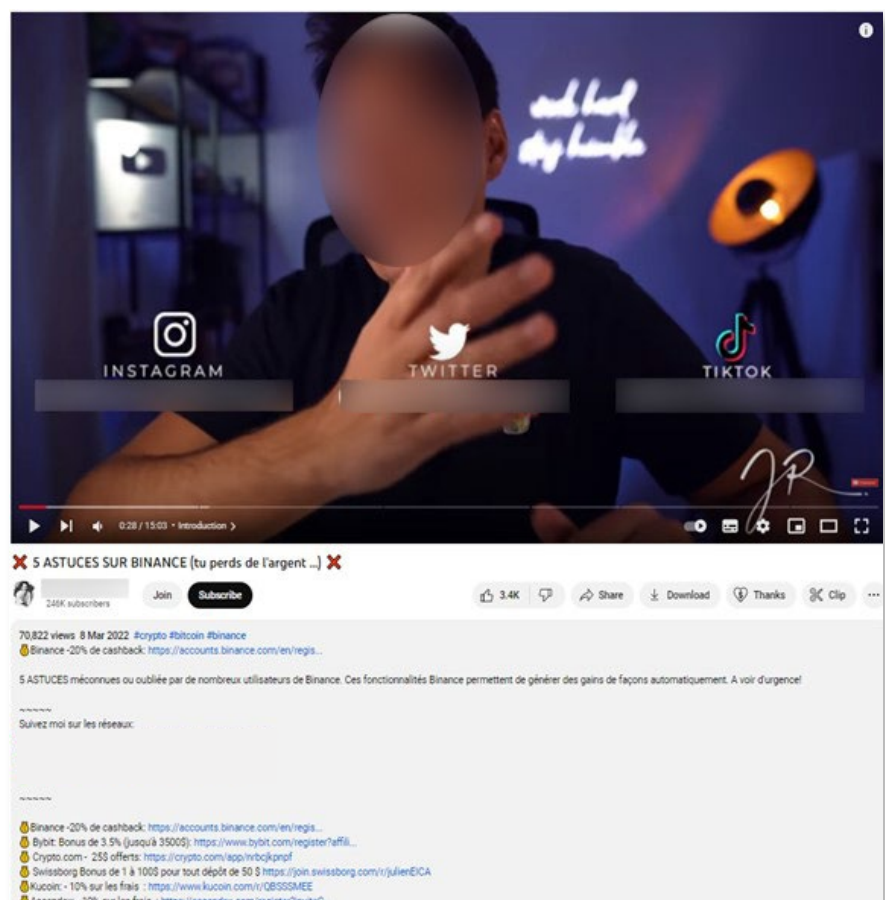 INSTAGRAM
TWITTER
TIKTOK
JR
0:28 / 15:03 • Introduction >
❌ 5 ASTUCES SUR BINANCE (tu perds de l'argent ...) ❌
246K subscribers
Join
Subscribe
3.4K
Share
Download
Thanks
Clip
...
70,822 views 8 Mar 2022 #crypto #bitcoin #binance
Binance -20% de cashback: https://accounts.binance.com/en/regis...
5 ASTUCES méconnues ou oubliée par de nombreux utilisateurs de Binance. Ces fonctionnalités Binance permettent de générer des gains de façons automatiquement. A voir d'urgence!
~~~~~
Suivez moi sur les réseaux:
~~~~~
Binance -20% de cashback: https://accounts.binance.com/en/regis...
Bybit: Bonus de 3.5% (jusqu'à 3500$): https://www.bybit.com/register?affili...
Crypto.com - 25$ offerts: https://crypto.com/app/nrbcjkpnpf
Swissborg Bonus de 1 à 100$ pour tout dépôt de 50 $ https://join.swissborg.com/r/julienEICA
Kucoin: - 10% sur les frais : https://www.kucoin.com/r/QBSSSMEE